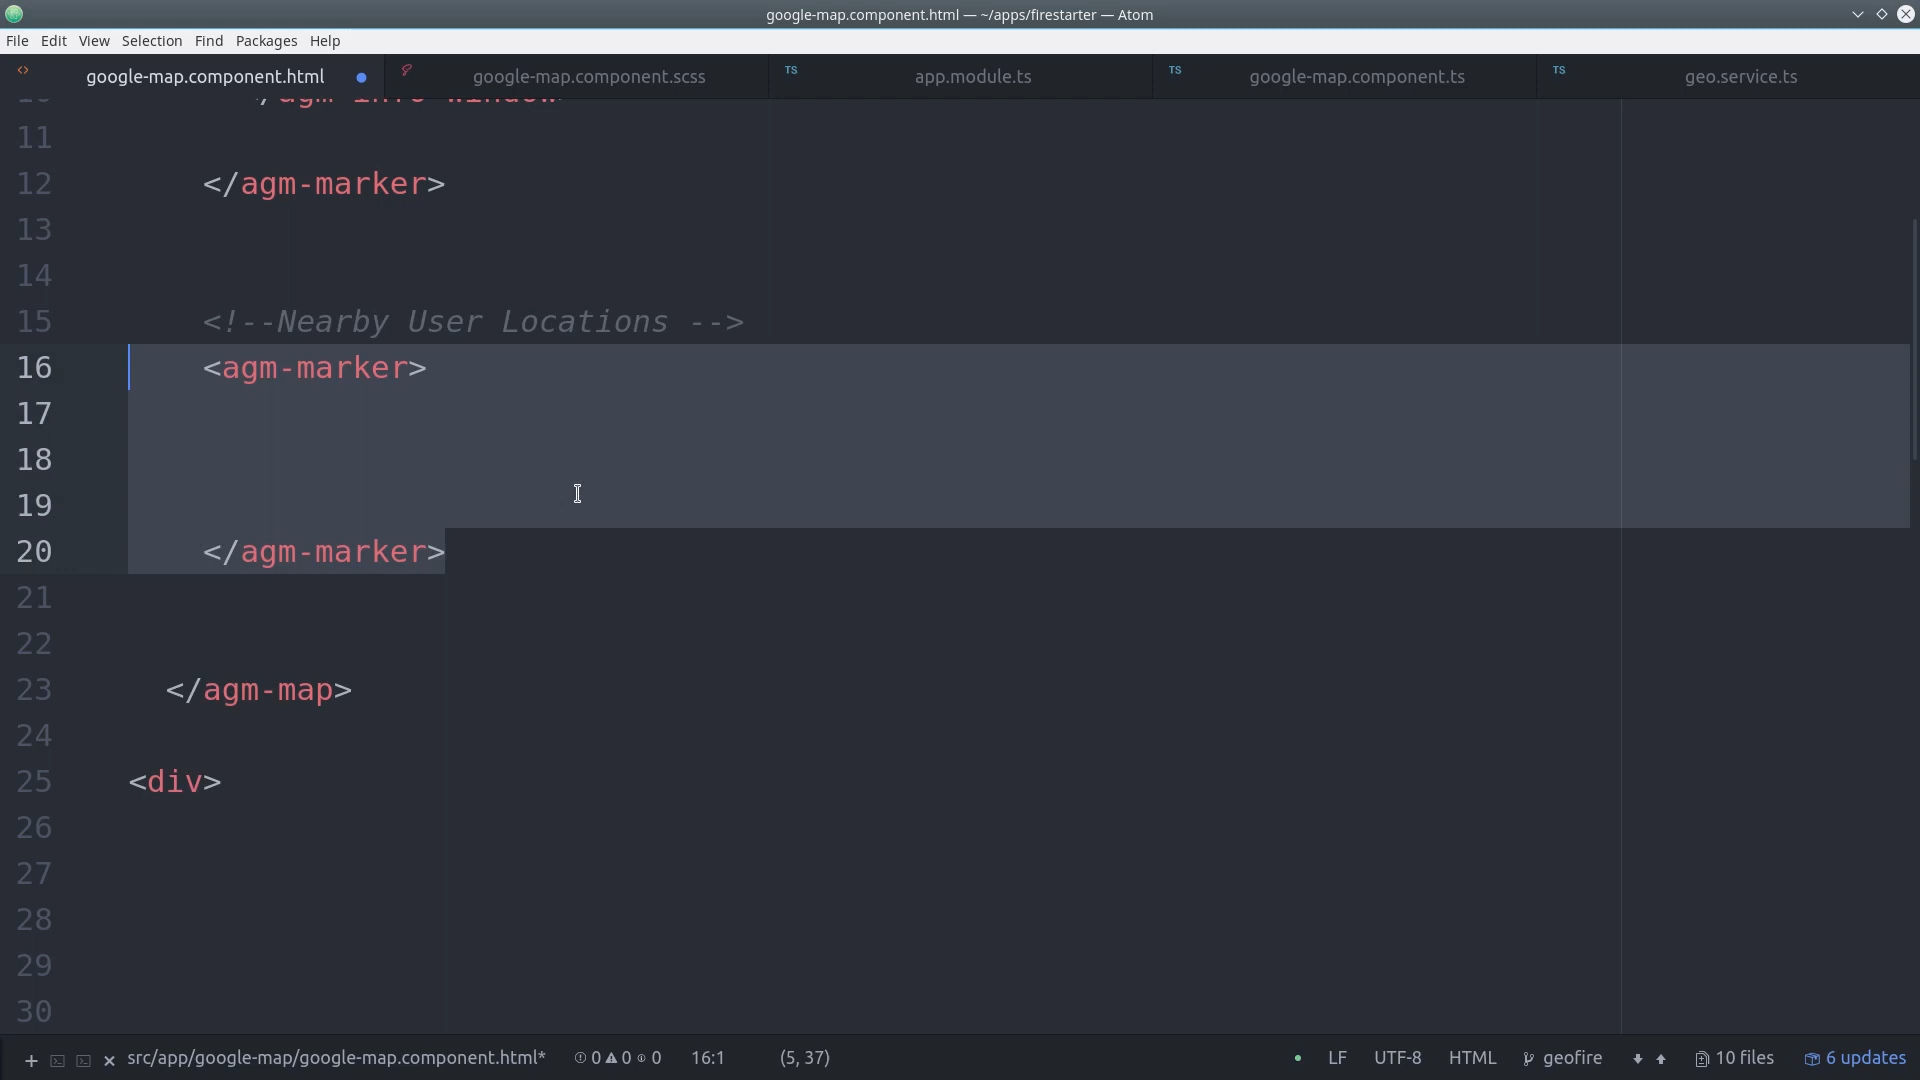 google-map.component.html — ~/apps/firestarter — Atom
File Edit View Selection Find Packages Help
<> google-map.component.html google-map.component.scss TS app.module.ts TS google-map.component.ts TS geo.service.ts
10 </agm-info-window>
11
12 </agm-marker>
13
14
15 <!--Nearby User Locations -->
16 <agm-marker>
17
18
19
20 </agm-marker>
21
22
23 </agm-map>
24
25 <div>
26
27
28
29
30
src/app/google-map/google-map.component.html* 0 0 0 16:1 (5, 37) LF UTF-8 HTML geofire 10 files 6 updates